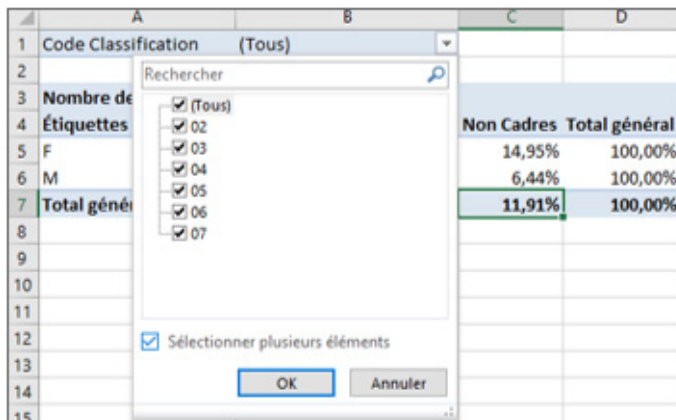 A B C D
1 Code Classification (Tous)
2 Rechercher
3 Nombre de
(Tous)
4 Étiquettes 02 Non Cadres Total général
5 F 03 14,95% 100,00%
6 M 04 6,44% 100,00%
05
7 Total génér 11,91% 100,00%
06
8 07
9
10
11
12 Sélectionner plusieurs éléments
13
14 OK Annuler
15